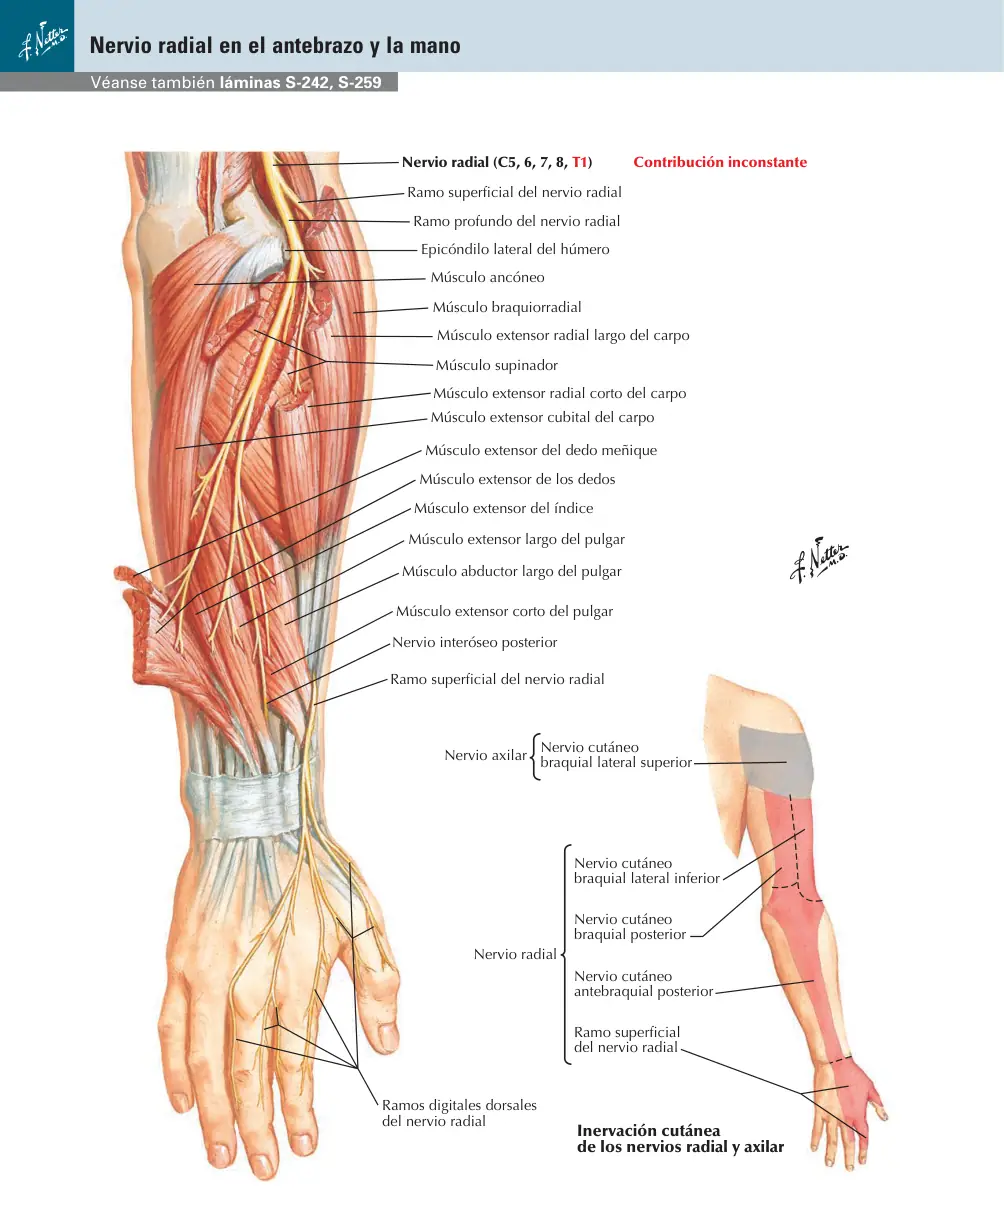 F. Netter M.D.
Nervio radial en el antebrazo y la mano
Véanse también láminas S-242, S-259
Nervio radial (C5, 6, 7, 8, T1)
Contribución inconstante
Ramo superficial del nervio radial
Ramo profundo del nervio radial
Epicóndilo lateral del húmero
Músculo ancóneo
Músculo braquiorradial
Músculo extensor radial largo del carpo
Músculo supinador
Músculo extensor radial corto del carpo
Músculo extensor cubital del carpo
Músculo extensor del dedo meñique
Músculo extensor de los dedos
Músculo extensor del índice
Músculo extensor largo del pulgar
Músculo abductor largo del pulgar
Músculo extensor corto del pulgar
Nervio interóseo posterior
Ramo superficial del nervio radial
F. Netter M.D.
Nervio axilar
Nervio cutáneo
braquial lateral superior
Nervio radial
Nervio cutáneo
braquial lateral inferior
Nervio cutáneo
braquial posterior
Nervio cutáneo
antebraquial posterior
Ramo superficial
del nervio radial
Ramos digitales dorsales
del nervio radial
Inervación cutánea
de los nervios radial y axilar